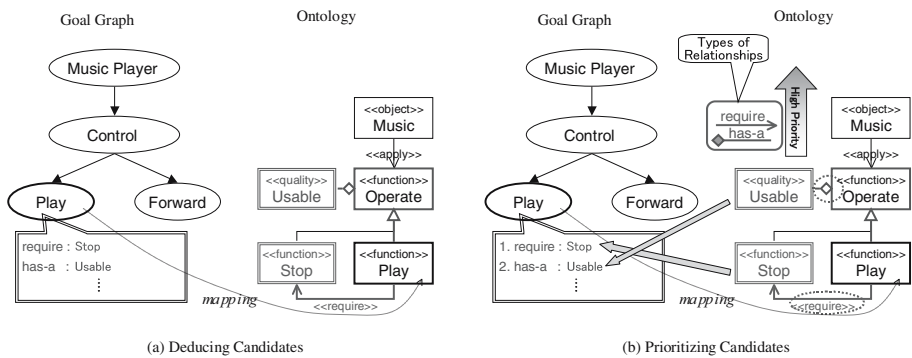 Goal Graph
Ontology
Music Player
Control
Play
Forward
<<object>>
Music
<<apply>>
<<quality>>
Usable
<<function>>
Operate
<<function>>
Stop
<<function>>
Play
<<require>>
require : Stop
has-a : Usable
mapping
(a) Deducing Candidates
Goal Graph
Ontology
Types of
Relationships
require
has-a
High Priority
Music Player
Control
Play
Forward
<<object>>
Music
<<apply>>
<<quality>>
Usable
<<function>>
Operate
<<function>>
Stop
<<function>>
Play
<<require>>
1. require : Stop
2. has-a : Usable
mapping
(b) Prioritizing Candidates